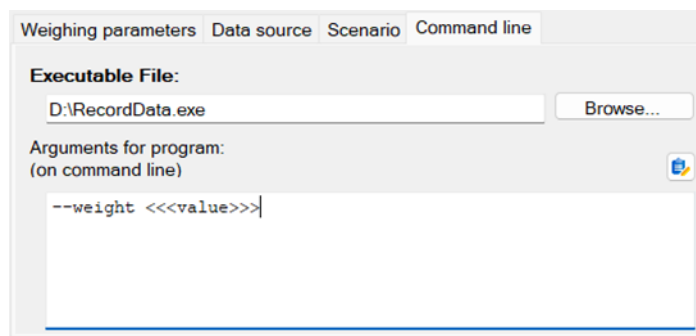 Weighing parameters Data source Scenario Command line
Executable File:
D:\RecordData.exe Browse...
Arguments for program:
(on command line)
--weight <<<value>>>